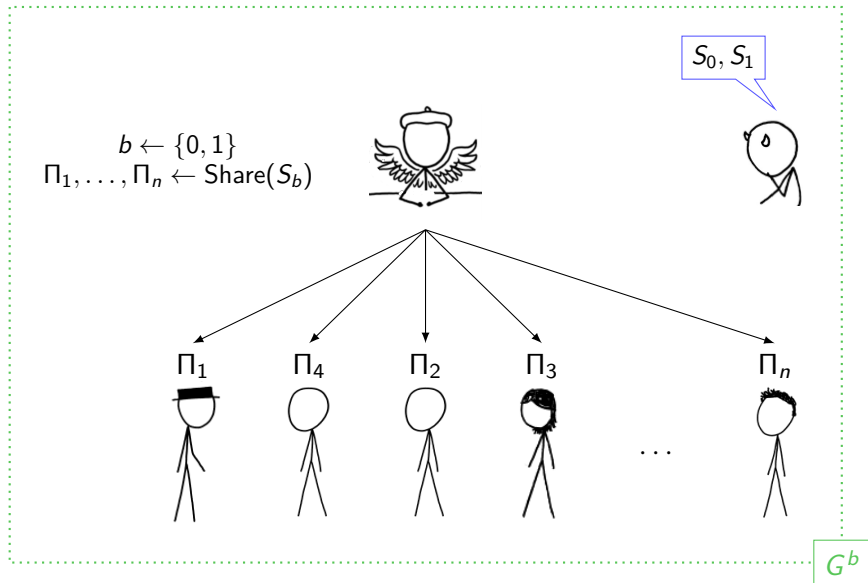 S₀, S₁
b ← {0, 1}
Π₁, . . . , Πₙ ← Share(S_b)
Π₁ Π₄ Π₂ Π₃ Πₙ
. . .
G^b